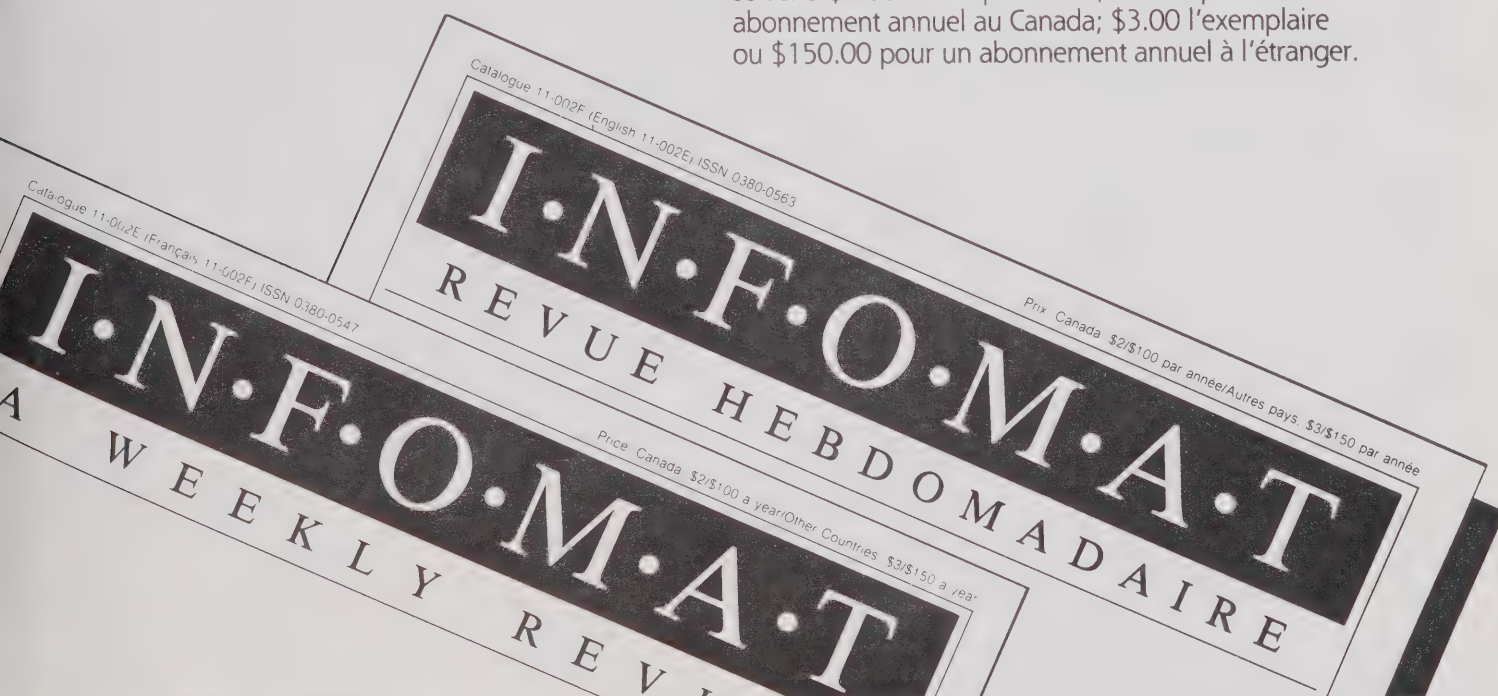 abonnement annuel au Canada; $3.00 l'exemplaire
ou $150.00 pour un abonnement annuel à l'étranger.
Catalogue 11-002F (English 11-002E) ISSN 0380-0563
Prix Canada $2/$100 par année/Autres pays. $3/$150 par année
I•N•F•O•M•A•T
REVUE HEBDOMADAIRE
Catalogue 11-002E (Français 11-002F) ISSN 0380-0547
Price Canada $2/$100 a year/Other Countries $3/$150 a year
I•N•F•O•M•A•T
A WEEKLY REVI